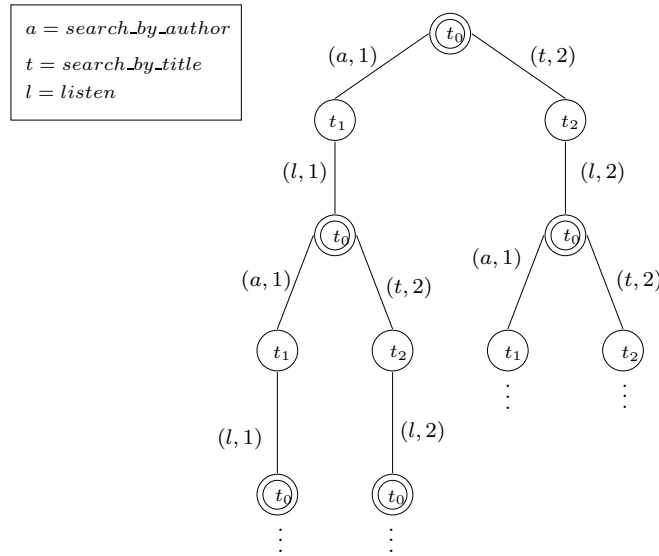 a = search_by_author
t = search_by_title
l = listen
t₀
(a, 1) (t, 2)
t₁ t₂
(l, 1) (l, 2)
t₀ t₀
(a, 1) (t, 2) (a, 1) (t, 2)
t₁ t₂ t₁ t₂
⋮ ⋮
(l, 1) (l, 2)
t₀ t₀
⋮ ⋮